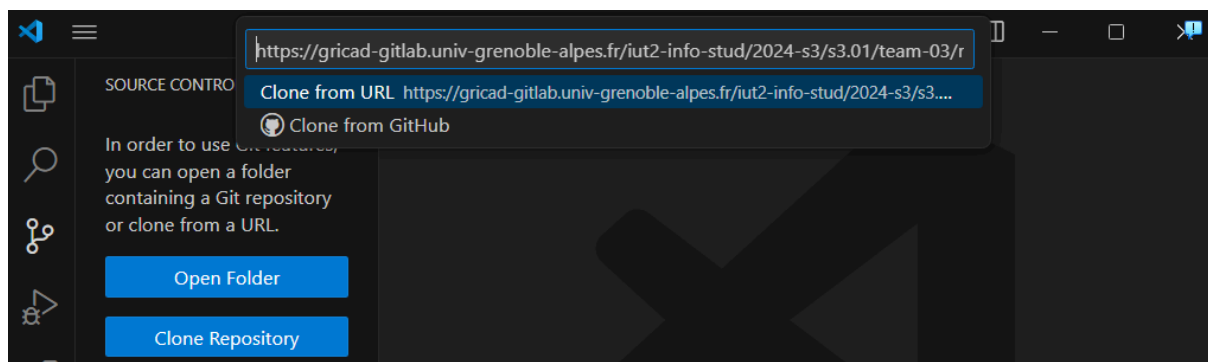 https://gricad-gitlab.univ-grenoble-alpes.fr/iut2-info-stud/2024-s3/s3.01/team-03/r
SOURCE CONTRO
Clone from URL https://gricad-gitlab.univ-grenoble-alpes.fr/iut2-info-stud/2024-s3/s3....
Clone from GitHub
In order to use Git features,
you can open a folder
containing a Git repository
or clone from a URL.
Open Folder
Clone Repository